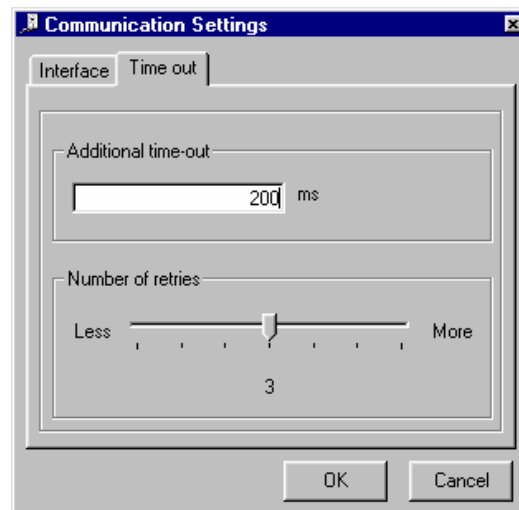 Communication Settings
Interface Time out
Additional time-out
200 ms
Number of retries
Less More
3
OK Cancel